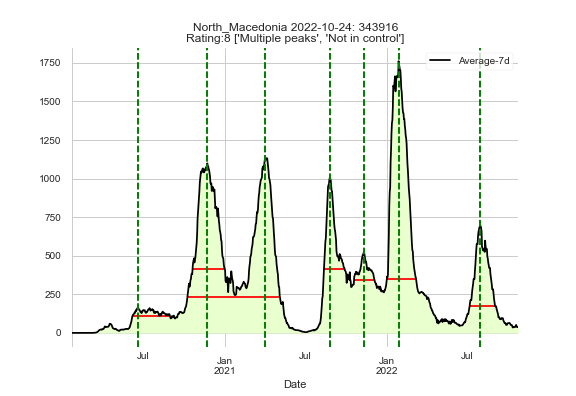 North_Macedonia 2022-10-24: 343916
Rating:8 ['Multiple peaks', 'Not in control']
Average-7d
1750
1500
1250
1000
750
500
250
0
Jul
Jan
2021
Jul
Jan
2022
Jul
Date